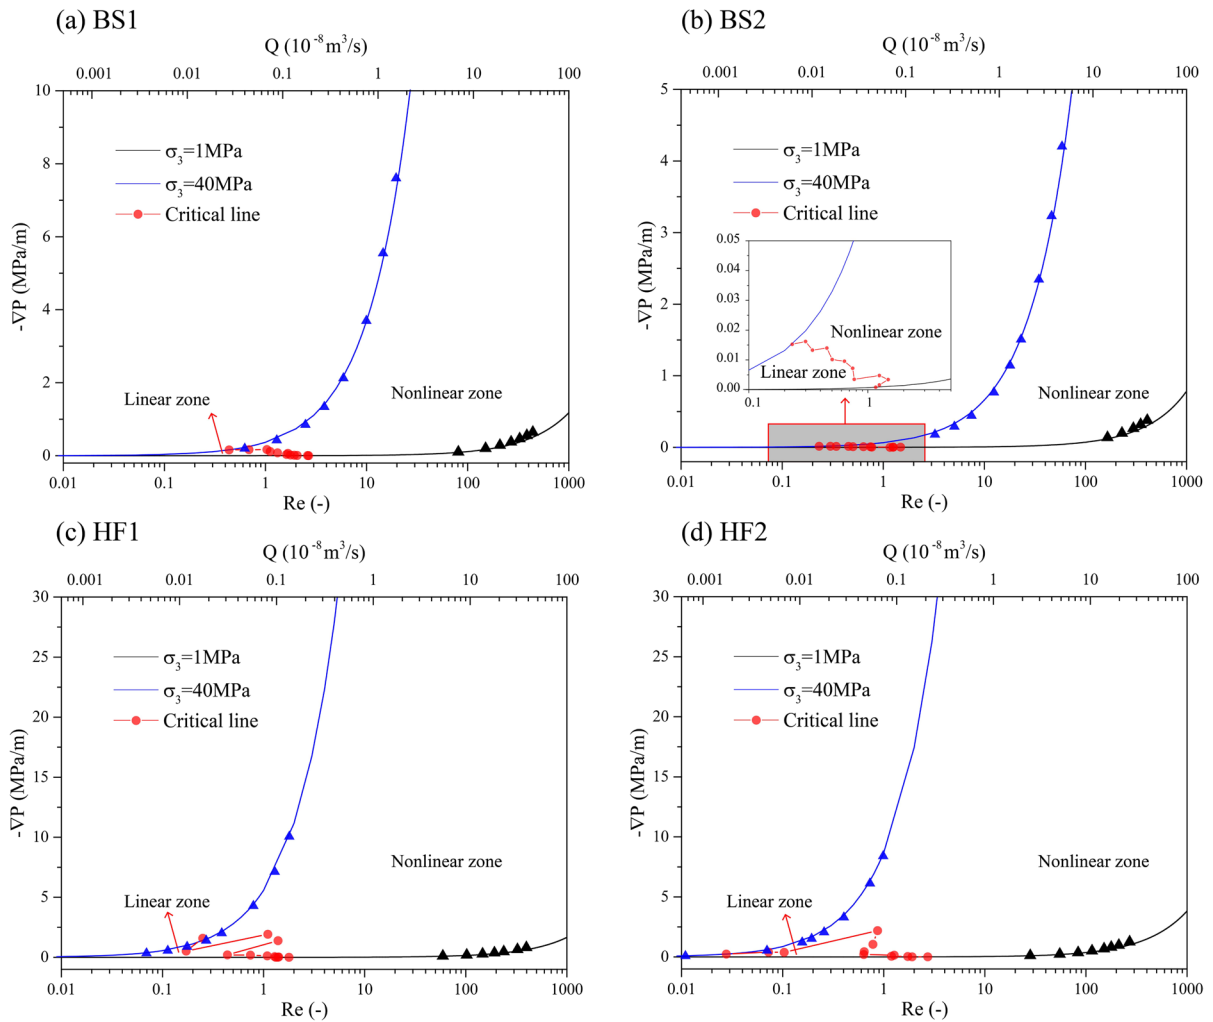 (a) BS1
Q (10⁻⁸ m³/s)
0.001 0.01 0.1 1 10 100
10
8
6
4
2
0
-∇P (MPa/m)
σ₃=1MPa
σ₃=40MPa
Critical line
Linear zone
Nonlinear zone
0.01 0.1 1 10 100 1000
Re (-)
(b) BS2
Q (10⁻⁸ m³/s)
0.001 0.01 0.1 1 10 100
5
4
3
2
1
0
-∇P (MPa/m)
σ₃=1MPa
σ₃=40MPa
Critical line
0.05
0.04
0.03
0.02
0.01
0.00
Nonlinear zone
Linear zone
0.1 1
Nonlinear zone
0.01 0.1 1 10 100 1000
Re (-)
(c) HF1
Q (10⁻⁸ m³/s)
0.001 0.01 0.1 1 10 100
30
25
20
15
10
5
0
-∇P (MPa/m)
σ₃=1MPa
σ₃=40MPa
Critical line
Nonlinear zone
Linear zone
0.01 0.1 1 10 100 1000
Re (-)
(d) HF2
Q (10⁻⁸ m³/s)
0.001 0.01 0.1 1 10 100
30
25
20
15
10
5
0
-∇P (MPa/m)
σ₃=1MPa
σ₃=40MPa
Critical line
Nonlinear zone
Linear zone
0.01 0.1 1 10 100 1000
Re (-)